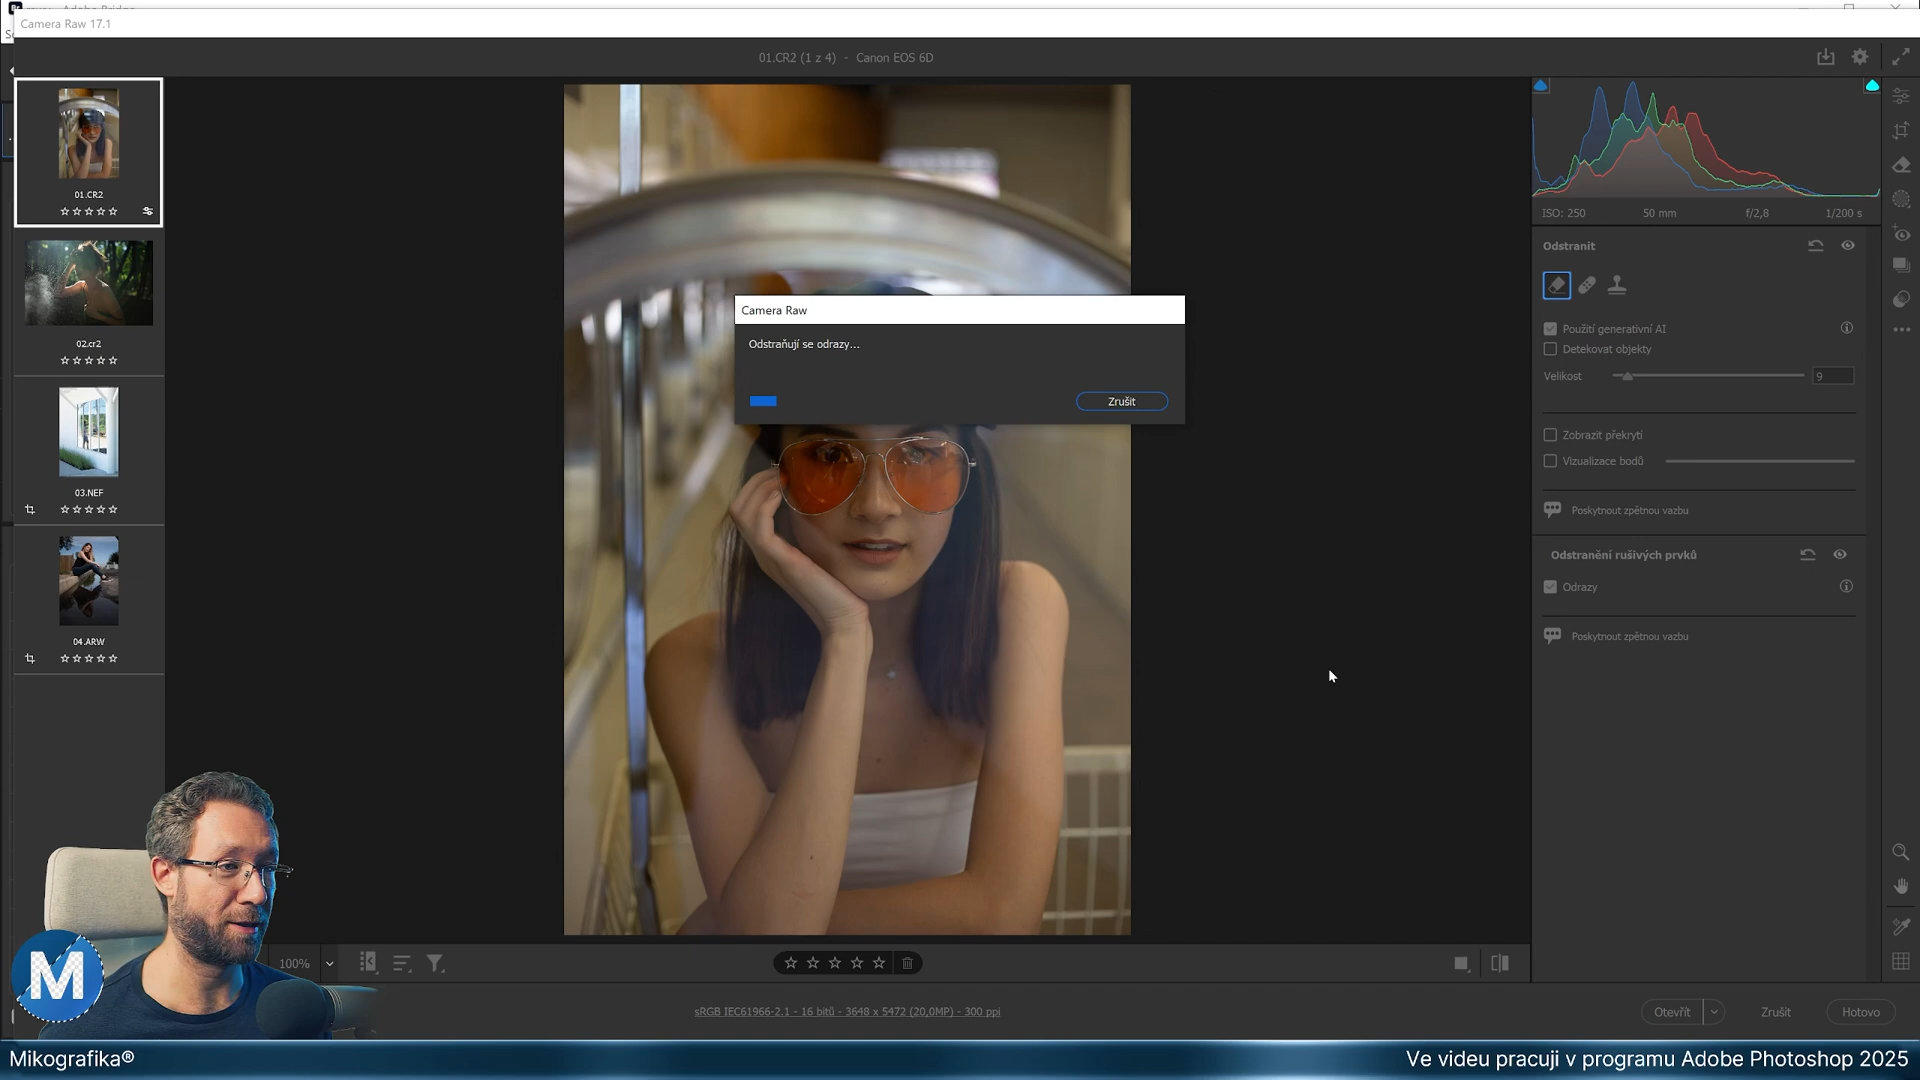 Camera Raw 17.1
01.CR2 (1 z 4) - Canon EOS 6D
01.CR2
02.cr2
03.NEF
04.ARW
Camera Raw
Odstraňují se odrazy...
Zrušit
ISO: 250 50 mm f/2,8 1/200 s
Odstranit
Použití generativní AI
Detekovat objekty
Velikost 9
Zobrazit překrytí
Vizualizace bodů
Poskytnout zpětnou vazbu
Odstranění rušivých prvků
Odrazy
Poskytnout zpětnou vazbu
100%
sRGB IEC61966-2.1 - 16 bitů - 3648 x 5472 (20,0MP) - 300 ppi
Otevřít Zrušit Hotovo
M
Mikografika®
Ve videu pracuji v programu Adobe Photoshop 2025